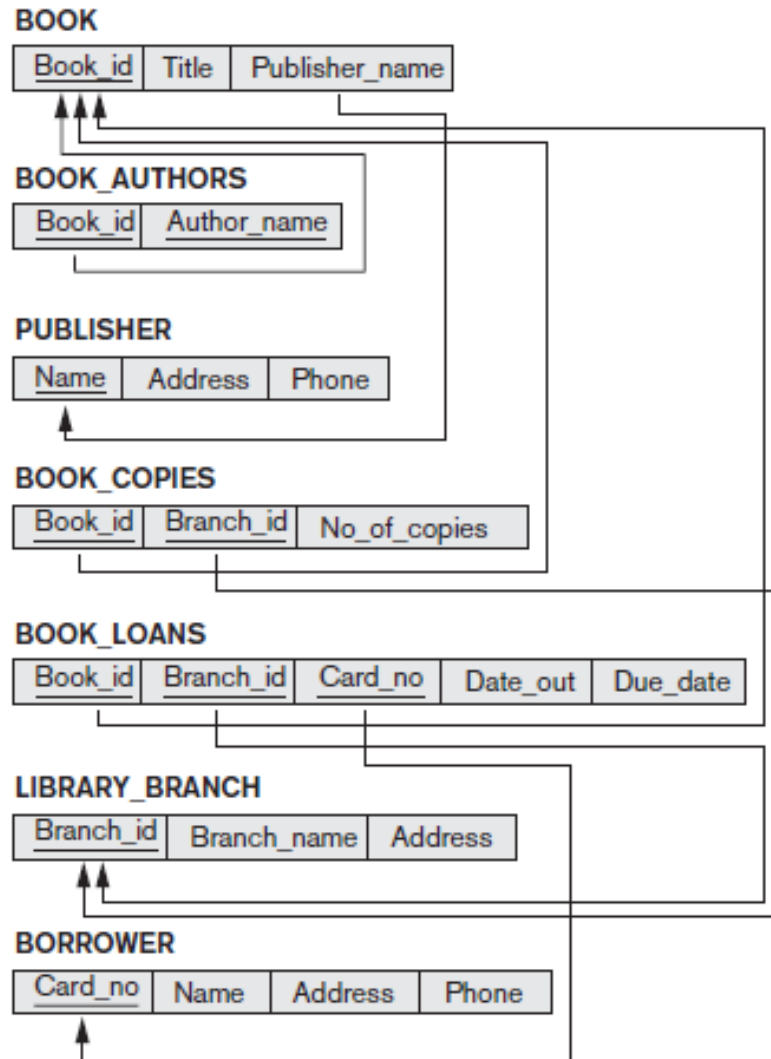 BOOK
Book_id Title Publisher_name
BOOK_AUTHORS
Book_id Author_name
PUBLISHER
Name Address Phone
BOOK_COPIES
Book_id Branch_id No_of_copies
BOOK_LOANS
Book_id Branch_id Card_no Date_out Due_date
LIBRARY_BRANCH
Branch_id Branch_name Address
BORROWER
Card_no Name Address Phone